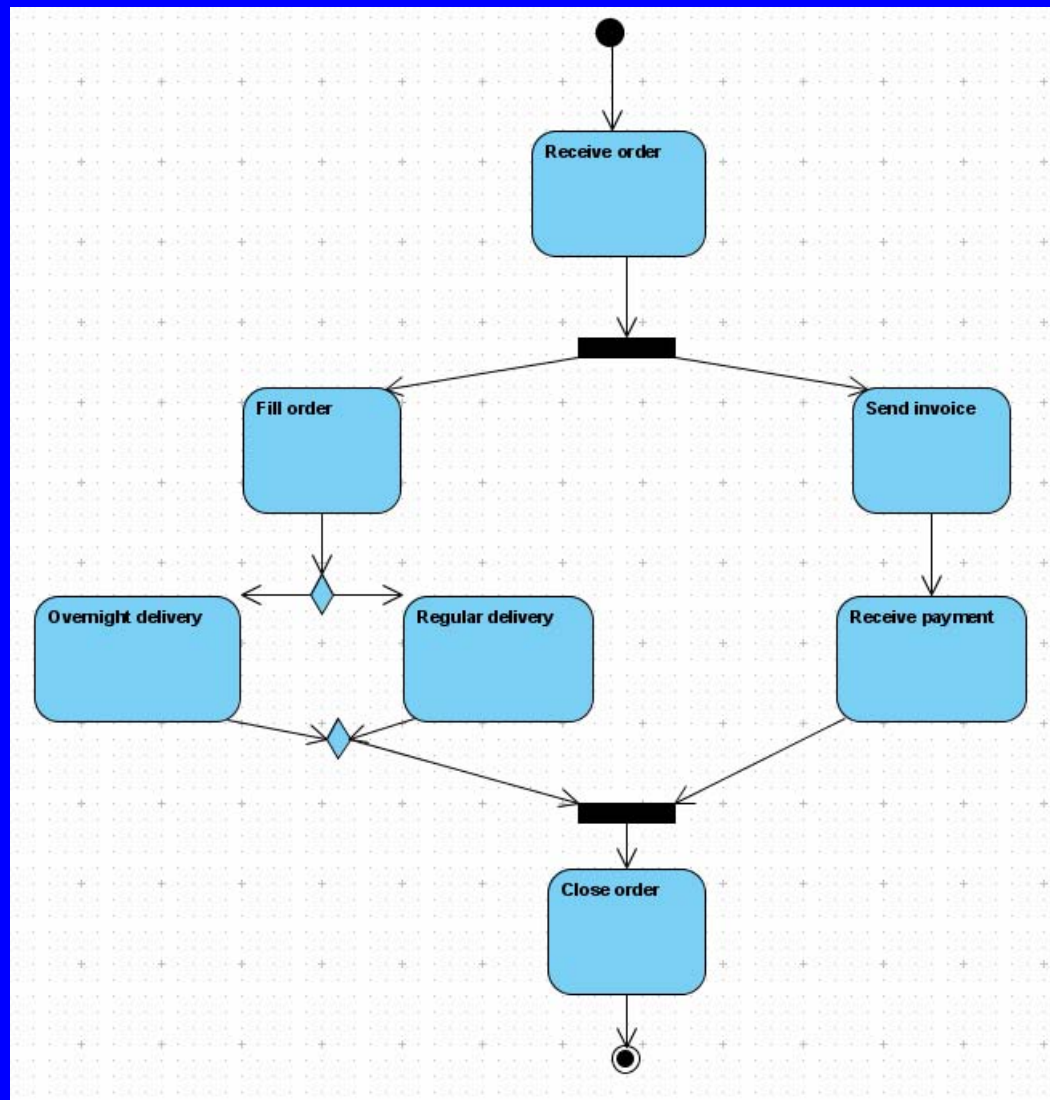 Receive order
Fill order
Send invoice
Overnight delivery
Regular delivery
Receive payment
Close order